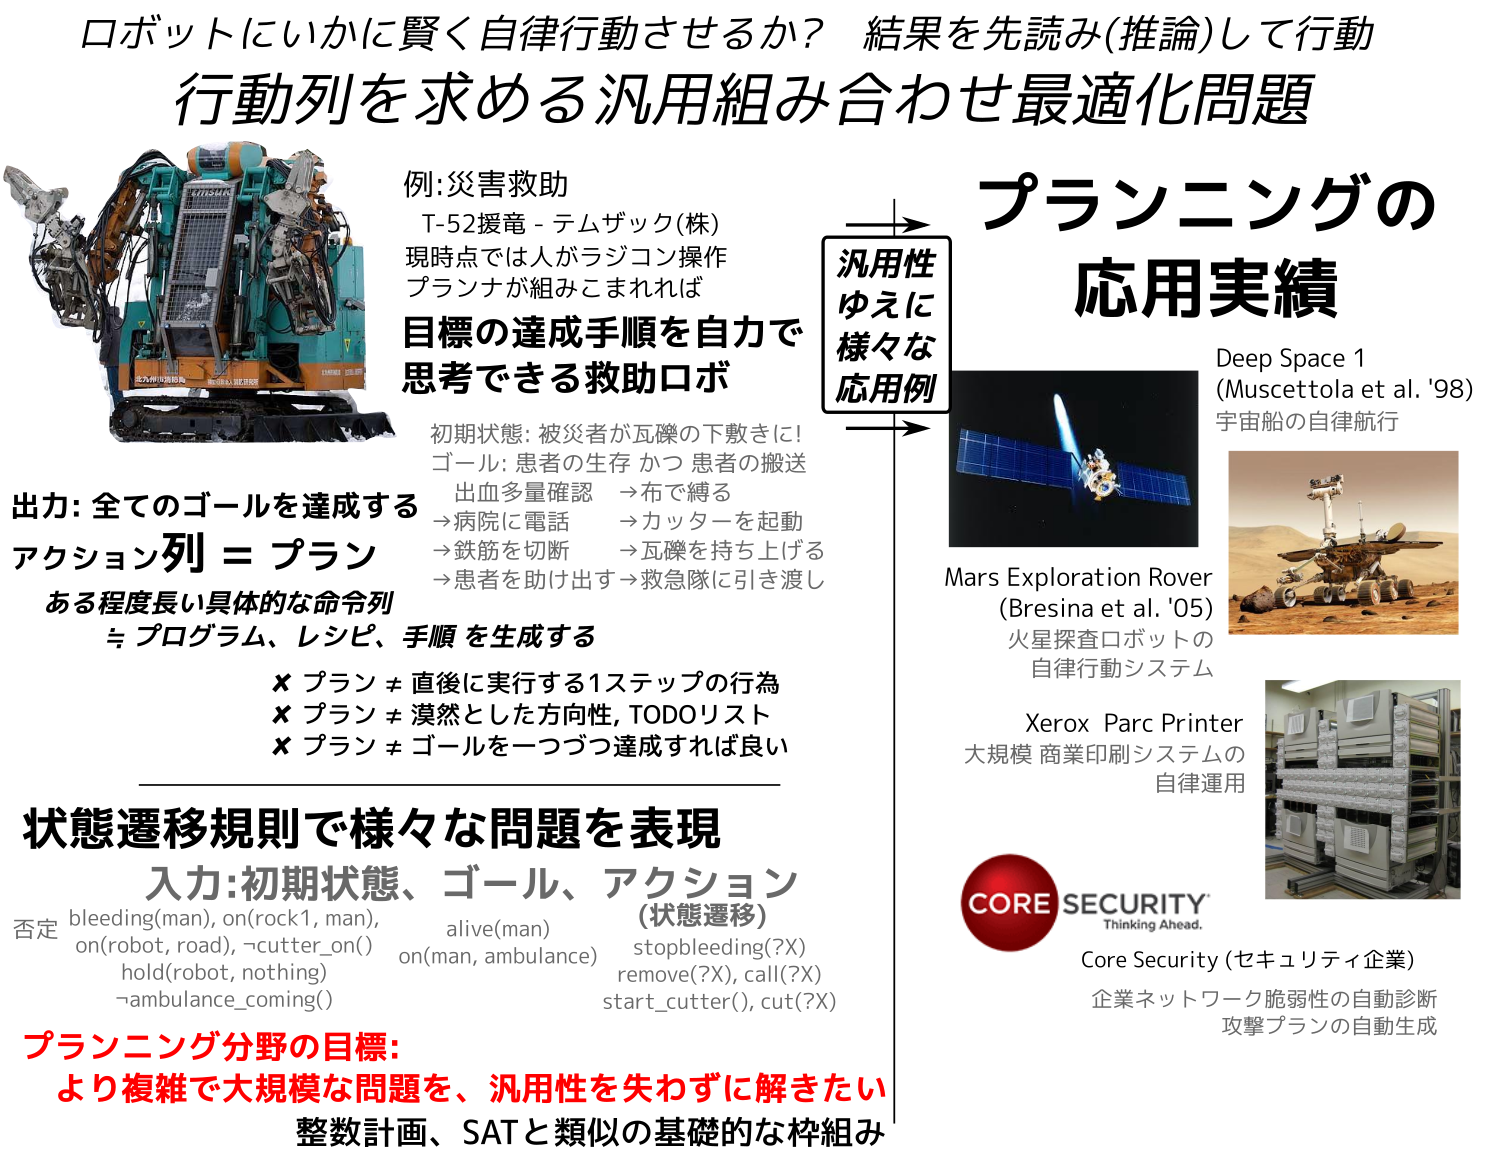 ロボットにいかに賢く自律行動させるか?　結果を先読み(推論)して行動
行動列を求める汎用組み合わせ最適化問題
例:災害救助
T-52援竜 - テムザック(株)
現時点では人がラジコン操作
プランナが組みこまれれば
目標の達成手順を自力で
思考できる救助ロボ
初期状態: 被災者が瓦礫の下敷きに!
ゴール: 患者の生存 かつ 患者の搬送
出血多量確認　→布で縛る
→病院に電話　→カッターを起動
→鉄筋を切断　→瓦礫を持ち上げる
→患者を助け出す→救急隊に引き渡し
出力: 全てのゴールを達成する
アクション列 = プラン
ある程度長い具体的な命令列
≒ プログラム、レシピ、手順 を生成する
✘ プラン ≠ 直後に実行する1ステップの行為
✘ プラン ≠ 漠然とした方向性, TODOリスト
✘ プラン ≠ ゴールを一つづつ達成すれば良い
状態遷移規則で様々な問題を表現
入力:初期状態、ゴール、アクション
(状態遷移)
否定
bleeding(man), on(rock1, man),
on(robot, road), ¬cutter_on()
hold(robot, nothing)
¬ambulance_coming()
alive(man)
on(man, ambulance)
stopbleeding(?X)
remove(?X), call(?X)
start_cutter(), cut(?X)
プランニング分野の目標:
より複雑で大規模な問題を、汎用性を失わずに解きたい
整数計画、SATと類似の基礎的な枠組み
汎用性
ゆえに
様々な
応用例
プランニングの
応用実績
Deep Space 1
(Muscettola et al. '98)
宇宙船の自律航行
Mars Exploration Rover
(Bresina et al. '05)
火星探査ロボットの
自律行動システム
Xerox Parc Printer
大規模 商業印刷システムの
自律運用
CORE SECURITY
Thinking Ahead.
Core Security (セキュリティ企業)
企業ネットワーク脆弱性の自動診断
攻撃プランの自動生成